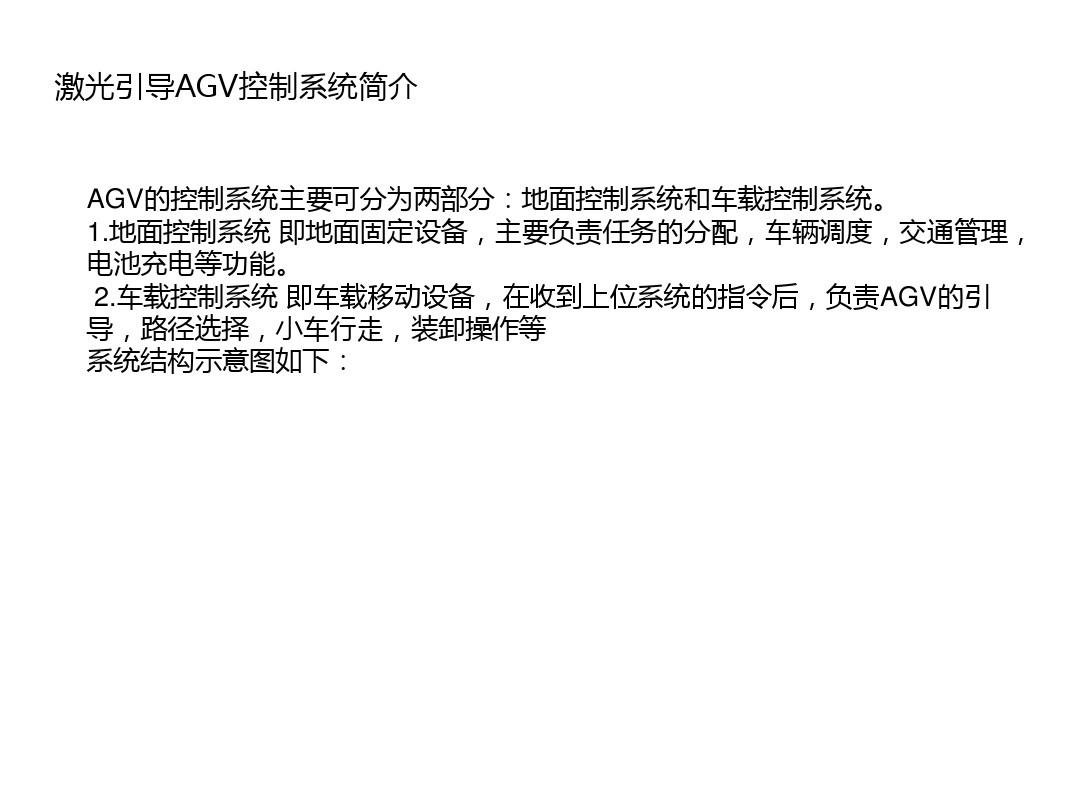 激光引导AGV控制系统简介
AGV的控制系统主要可分为两部分：地面控制系统和车载控制系统。
1.地面控制系统 即地面固定设备，主要负责任务的分配，车辆调度，交通管理，
电池充电等功能。
2.车载控制系统 即车载移动设备，在收到上位系统的指令后，负责AGV的引
导，路径选择，小车行走，装卸操作等
系统结构示意图如下：